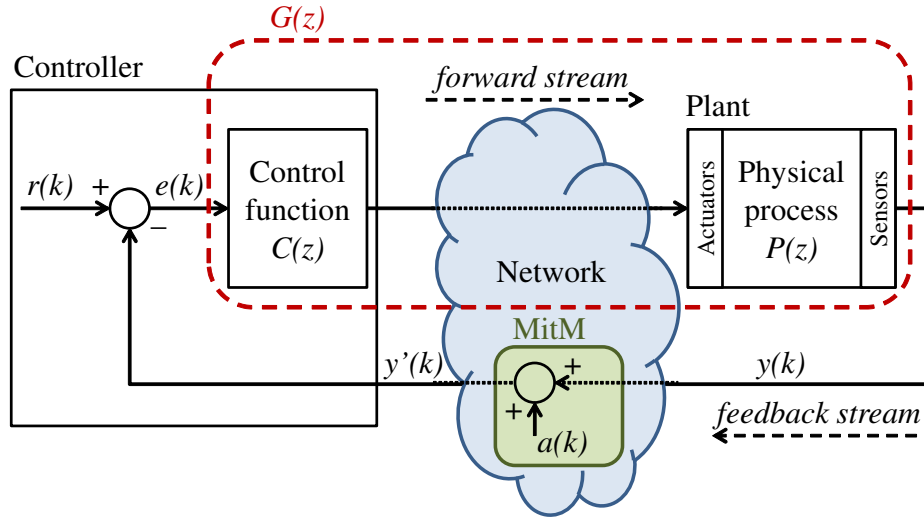 G(z)
Controller
forward stream
Plant
r(k)
+
e(k)
−
Control
function
C(z)
Actuators
Physical
process
P(z)
Sensors
Network
MitM
y’(k)
+
+
a(k)
y(k)
feedback stream